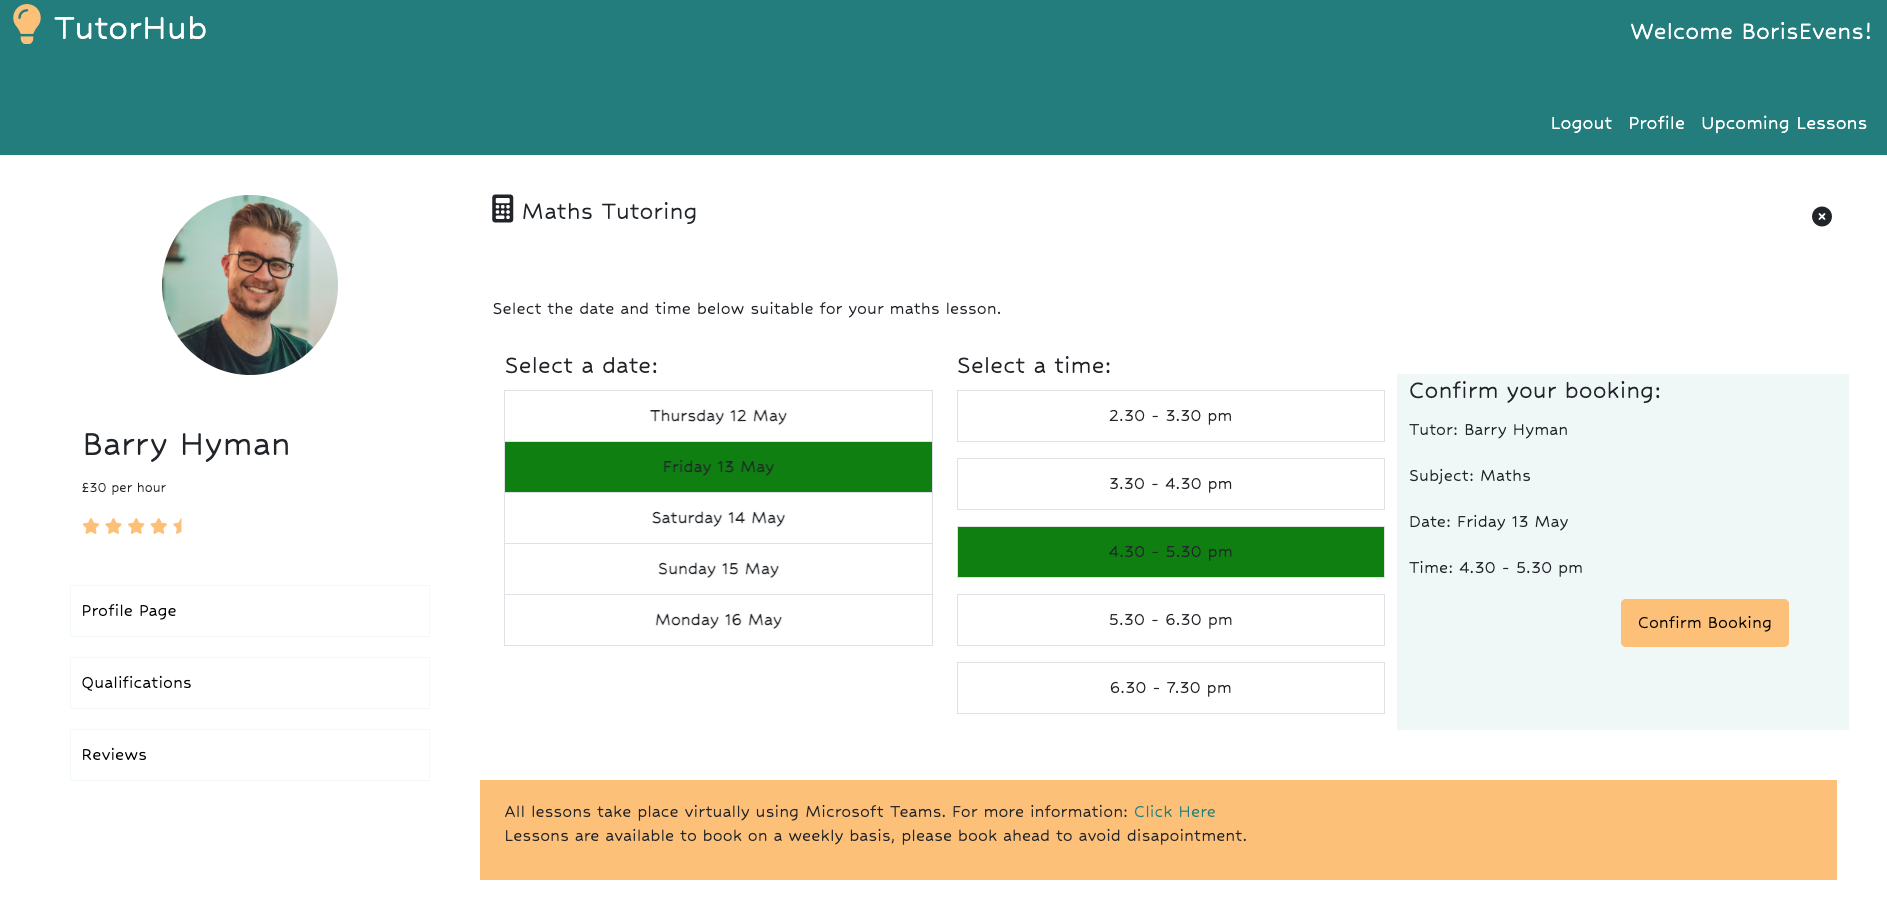 TutorHub
Welcome BorisEvens!
Logout Profile Upcoming Lessons
Maths Tutoring
Select the date and time below suitable for your maths lesson.
Barry Hyman
£30 per hour
Profile Page
Qualifications
Reviews
Select a date:
Thursday 12 May
Friday 13 May
Saturday 14 May
Sunday 15 May
Monday 16 May
Select a time:
2.30 - 3.30 pm
3.30 - 4.30 pm
4.30 - 5.30 pm
5.30 - 6.30 pm
6.30 - 7.30 pm
Confirm your booking:
Tutor: Barry Hyman
Subject: Maths
Date: Friday 13 May
Time: 4.30 - 5.30 pm
Confirm Booking
All lessons take place virtually using Microsoft Teams. For more information: Click Here
Lessons are available to book on a weekly basis, please book ahead to avoid disapointment.